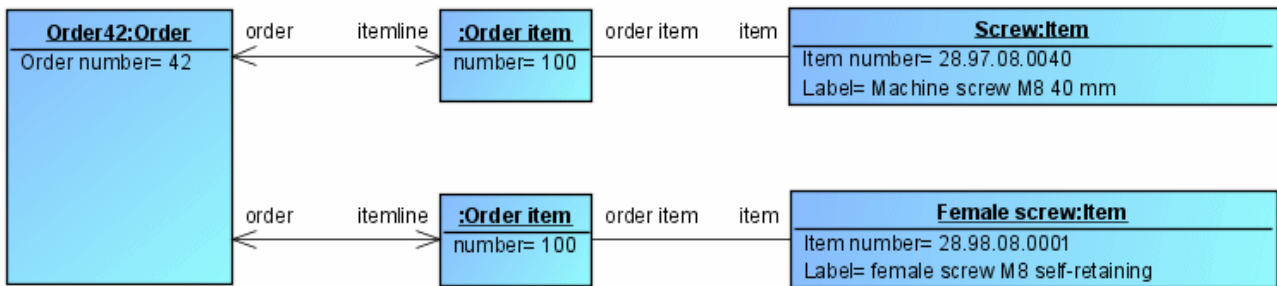 Order42:Order
Order number= 42
order itemline
:Order item
number= 100
order item item
Screw:Item
Item number= 28.97.08.0040
Label= Machine screw M8 40 mm
order itemline
:Order item
number= 100
order item item
Female screw:Item
Item number= 28.98.08.0001
Label= female screw M8 self-retaining